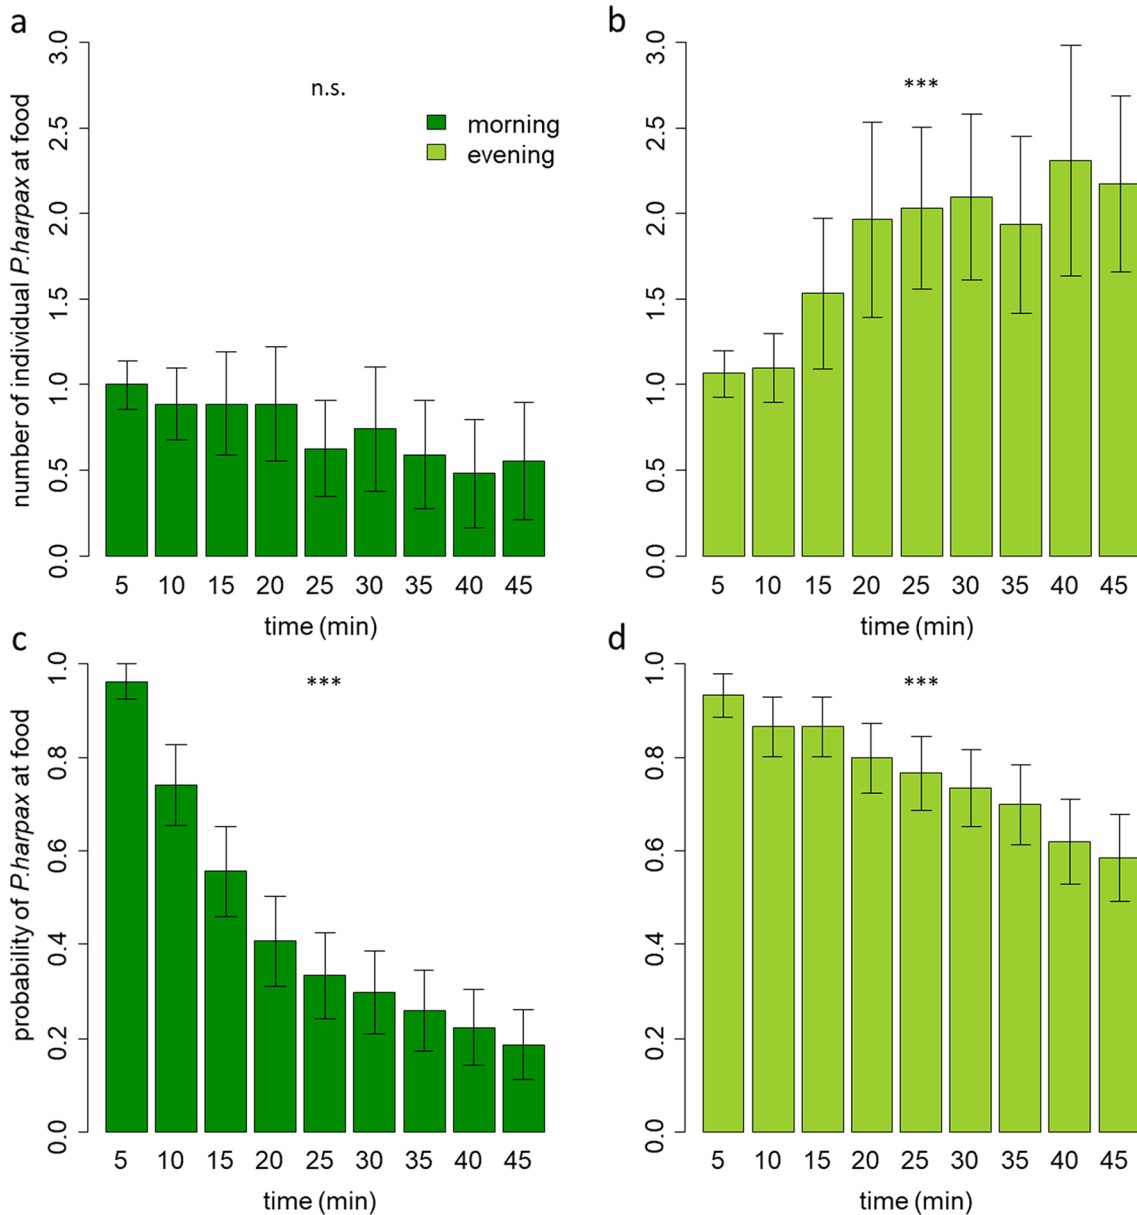 a
number of individual P.harpax at food
3.0
2.5
2.0
1.5
1.0
0.5
0.0
n.s.
morning
evening
5 10 15 20 25 30 35 40 45
time (min)
b
3.0
2.5
2.0
1.5
1.0
0.5
0.0
***
5 10 15 20 25 30 35 40 45
time (min)
c
probability of P.harpax at food
1.0
0.8
0.6
0.4
0.2
0.0
***
5 10 15 20 25 30 35 40 45
time (min)
d
1.0
0.8
0.6
0.4
0.2
0.0
***
5 10 15 20 25 30 35 40 45
time (min)